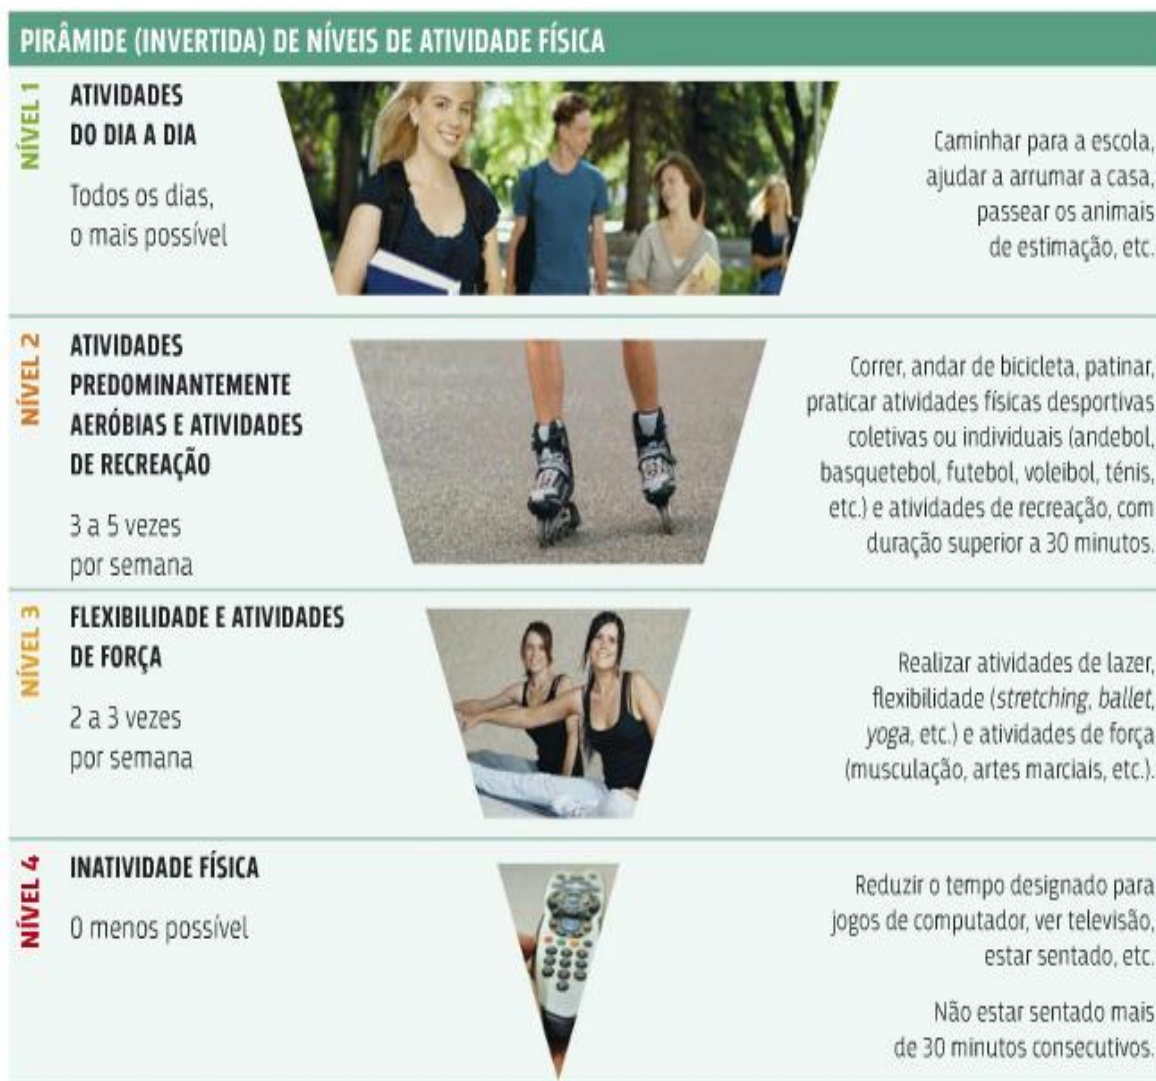 PIRÂMIDE (INVERTIDA) DE NÍVEIS DE ATIVIDADE FÍSICA
NÍVEL 1
ATIVIDADES
DO DIA A DIA
Todos os dias,
o mais possível
Caminhar para a escola,
ajudar a arrumar a casa,
passear os animais
de estimação, etc.
NÍVEL 2
ATIVIDADES
PREDOMINANTEMENTE
AERÓBIAS E ATIVIDADES
DE RECREAÇÃO
3 a 5 vezes
por semana
Correr, andar de bicicleta, patinar,
praticar atividades físicas desportivas
coletivas ou individuais (andebol,
basquetebol, futebol, voleibol, ténis,
etc.) e atividades de recreação, com
duração superior a 30 minutos.
NÍVEL 3
FLEXIBILIDADE E ATIVIDADES
DE FORÇA
2 a 3 vezes
por semana
Realizar atividades de lazer,
flexibilidade (stretching, ballet,
yoga, etc.) e atividades de força
(musculação, artes marciais, etc.).
NÍVEL 4
INATIVIDADE FÍSICA
O menos possível
Reduzir o tempo designado para
jogos de computador, ver televisão,
estar sentado, etc.
Não estar sentado mais
de 30 minutos consecutivos.